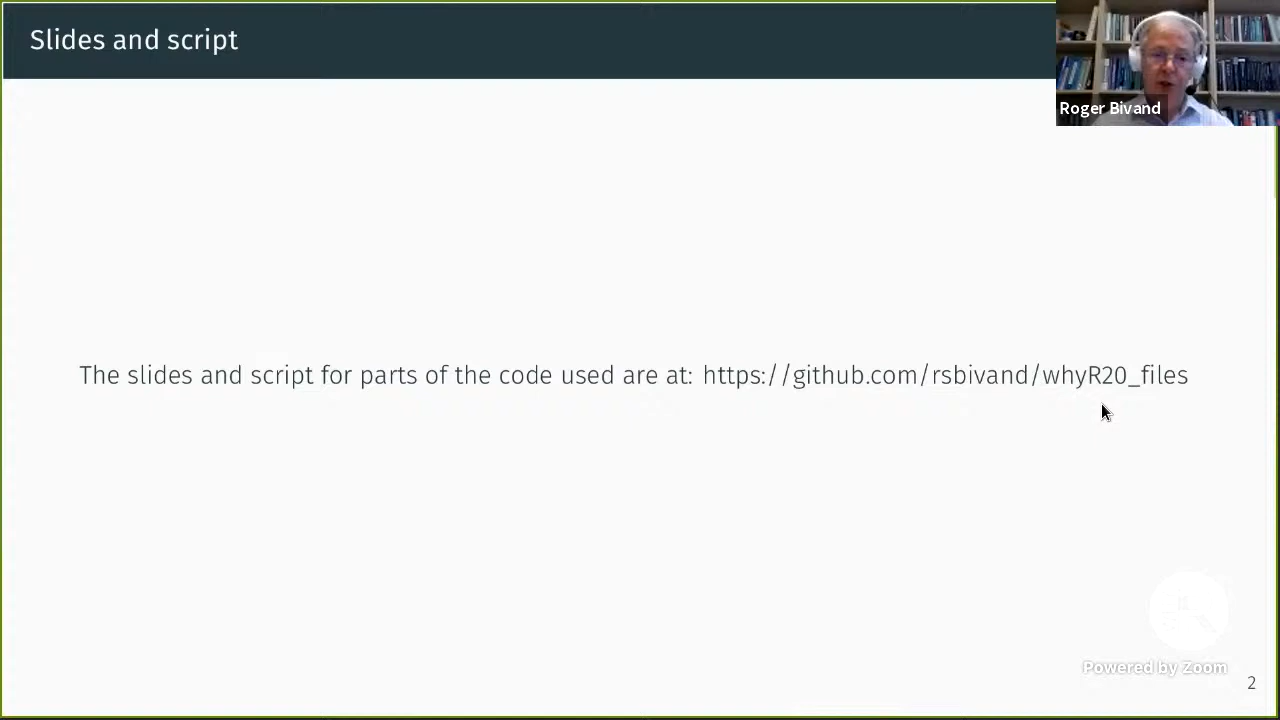 Slides and script
Roger Bivand
The slides and script for parts of the code used are at: https://github.com/rsbivand/whyR20_files
Powered by Zoom
2